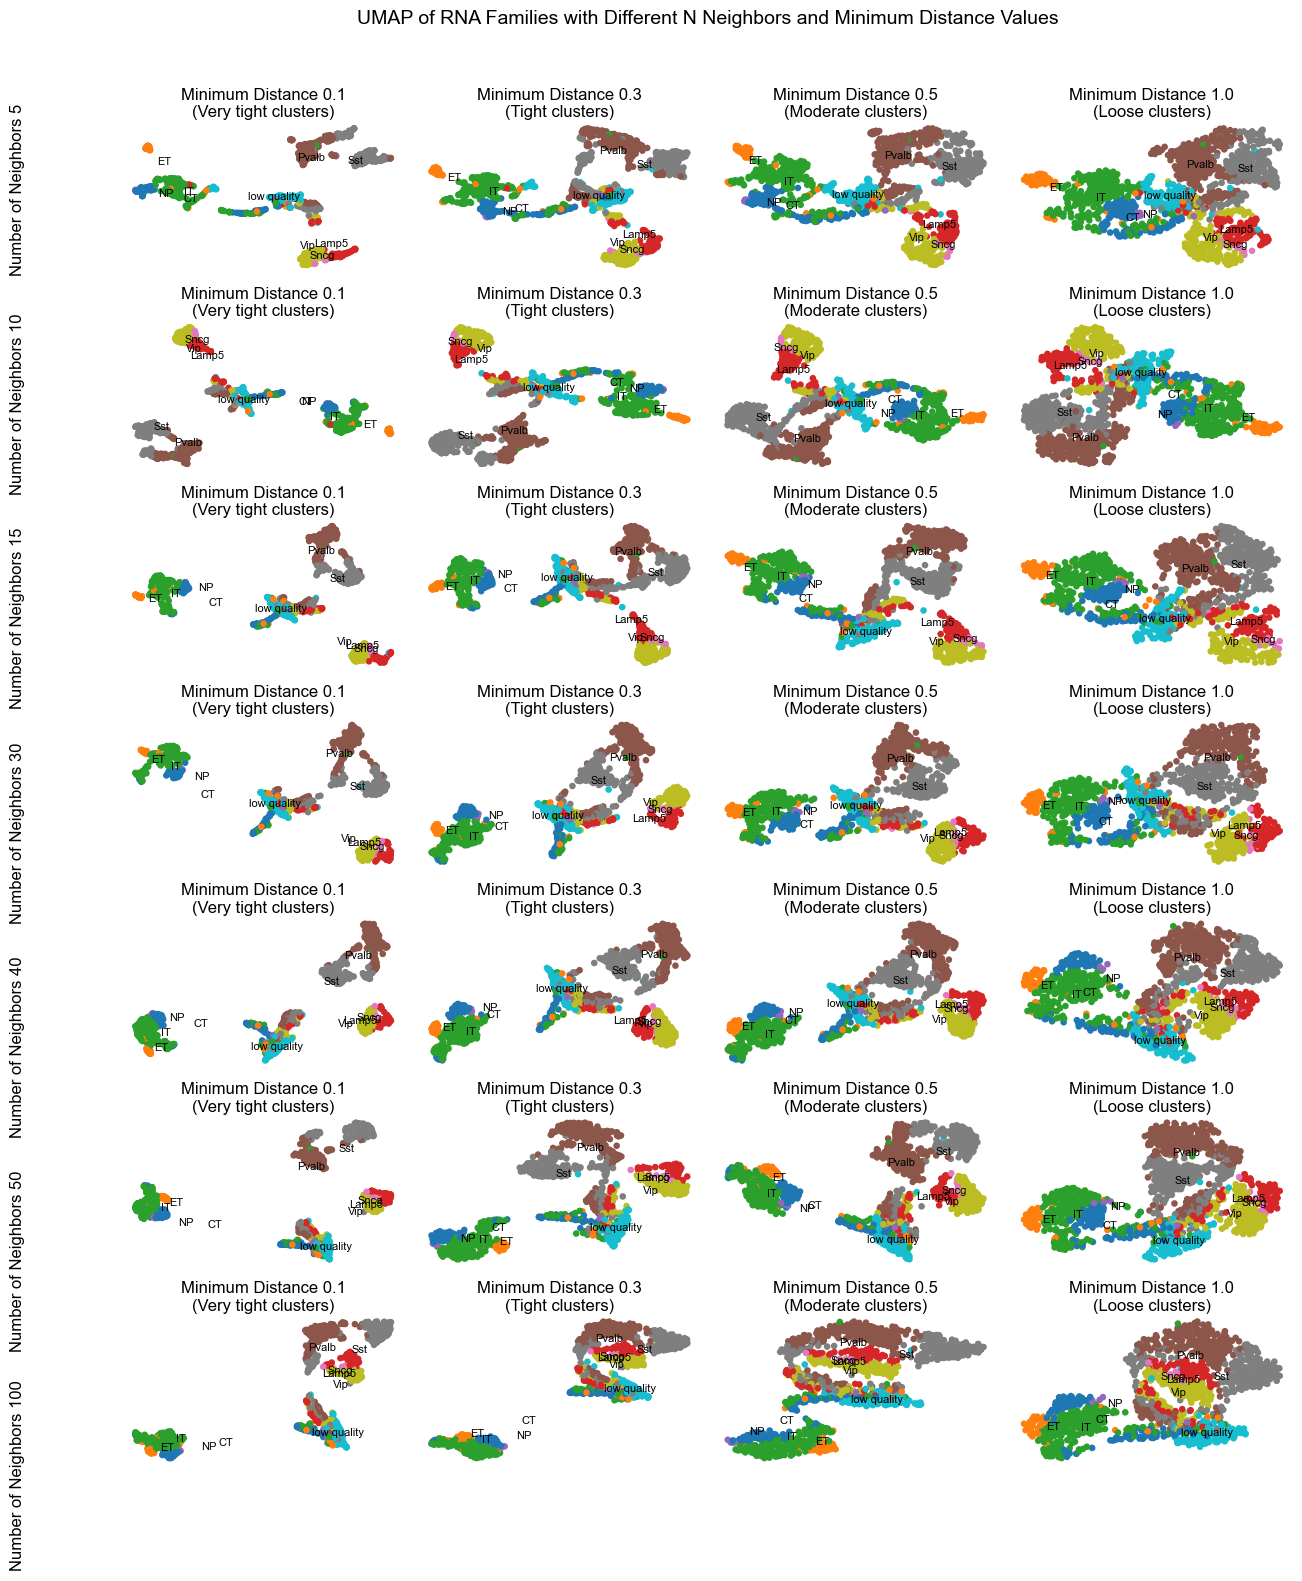 UMAP of RNA Families with Different N Neighbors and Minimum Distance Values
Number of Neighbors 5
Minimum Distance 0.1
(Very tight clusters)
ET
NP
IT
CT
low quality
Pvalb
Sst
Vip
Lamp5
Sncg
Minimum Distance 0.3
(Tight clusters)
ET
IT
NP
CT
low quality
Pvalb
Sst
Vip
Lamp5
Sncg
Minimum Distance 0.5
(Moderate clusters)
ET
IT
NP
CT
low quality
Pvalb
Sst
Lamp5
Vip
Sncg
Minimum Distance 1.0
(Loose clusters)
ET
IT
CT
NP
low quality
Pvalb
Sst
Lamp5
Vip
Sncg
Number of Neighbors 10
Minimum Distance 0.1
(Very tight clusters)
Sncg
Vip
Lamp5
low quality
CT
NP
IT
ET
Sst
Pvalb
Minimum Distance 0.3
(Tight clusters)
Sncg
Vip
Lamp5
low quality
CT
NP
IT
ET
Sst
Pvalb
Minimum Distance 0.5
(Moderate clusters)
Sncg
Vip
Lamp5
low quality
CT
NP
IT
ET
Sst
Pvalb
Minimum Distance 1.0
(Loose clusters)
Vip
Sncg
Lamp5
low quality
CT
NP
IT
ET
Sst
Pvalb
Number of Neighbors 15
Minimum Distance 0.1
(Very tight clusters)
Pvalb
Sst
NP
IT
ET
CT
low quality
Vip
Lamp5
Sncg
Minimum Distance 0.3
(Tight clusters)
Pvalb
Sst
NP
IT
ET
CT
low quality
Lamp5
Vip
Sncg
Minimum Distance 0.5
(Moderate clusters)
Pvalb
Sst
ET
IT
NP
CT
low quality
Lamp5
Vip
Sncg
Minimum Distance 1.0
(Loose clusters)
Pvalb
Sst
ET
IT
NP
CT
low quality
Lamp5
Vip
Sncg
Number of Neighbors 30
Minimum Distance 0.1
(Very tight clusters)
Pvalb
Sst
ET
IT
NP
CT
low quality
Vip
Lamp5
Sncg
Minimum Distance 0.3
(Tight clusters)
Pvalb
Sst
Vip
Sncg
Lamp5
NP
CT
ET
IT
low quality
Minimum Distance 0.5
(Moderate clusters)
Pvalb
Sst
low quality
ET
IT
NP
CT
Lamp5
Sncg
Vip
Minimum Distance 1.0
(Loose clusters)
Pvalb
Sst
low quality
ET
IT
NP
CT
Lamp5
Vip
Sncg
Number of Neighbors 40
Minimum Distance 0.1
(Very tight clusters)
Pvalb
Sst
NP
CT
IT
ET
low quality
Sncg
Lamp5
Vip
Minimum Distance 0.3
(Tight clusters)
Pvalb
Sst
low quality
NP
CT
ET
IT
Lamp5
Sncg
Vip
Minimum Distance 0.5
(Moderate clusters)
Pvalb
Sst
low quality
NP
CT
ET
IT
Lamp5
Sncg
Vip
Minimum Distance 1.0
(Loose clusters)
Pvalb
Sst
NP
ET
IT
CT
Lamp5
Sncg
Vip
low quality
Number of Neighbors 50
Minimum Distance 0.1
(Very tight clusters)
Sst
Pvalb
ET
IT
NP
CT
Sncg
Lamp5
Vip
low quality
Minimum Distance 0.3
(Tight clusters)
Pvalb
Sst
Sncg
Lamp5
Vip
low quality
CT
NP
IT
ET
Minimum Distance 0.5
(Moderate clusters)
Sst
Pvalb
ET
IT
CT
NP
Sncg
Lamp5
Vip
low quality
Minimum Distance 1.0
(Loose clusters)
Pvalb
Sst
Lamp5
Sncg
Vip
NP
IT
ET
CT
low quality
Number of Neighbors 100
Minimum Distance 0.1
(Very tight clusters)
Pvalb
Sst
Sncg
Lamp5
Vip
low quality
IT
ET
NP
CT
Minimum Distance 0.3
(Tight clusters)
Pvalb
Sst
Sncg
Lamp5
Vip
low quality
CT
ET
IT
NP
Minimum Distance 0.5
(Moderate clusters)
Pvalb
Sst
Sncg
Lamp5
Vip
low quality
CT
NP
IT
ET
Minimum Distance 1.0
(Loose clusters)
Pvalb
Sst
Sncg
Lamp5
Vip
NP
CT
ET
IT
low quality